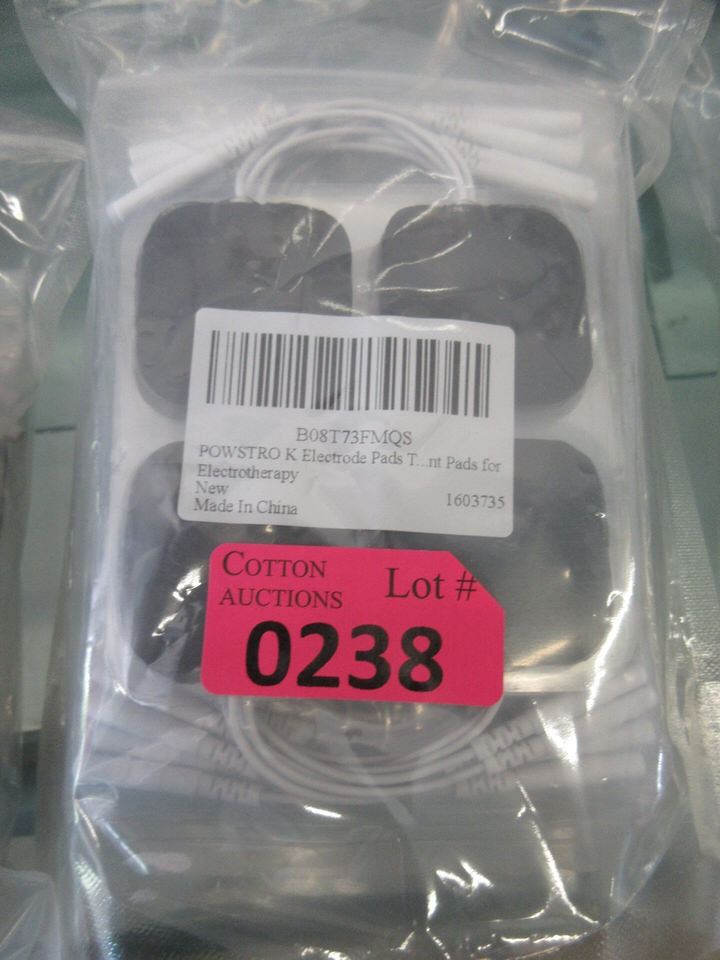 B08T73FMQS
POWSTRO K Electrode Pads T...nt Pads for
Electrotherapy
New
Made In China 1603735
COTTON
AUCTIONS
Lot #
0238